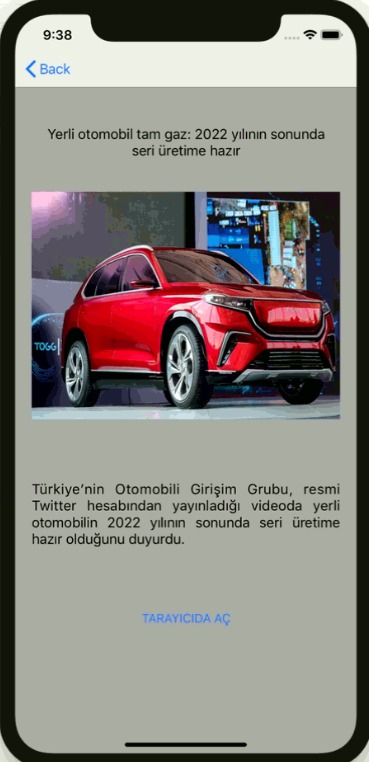 9:38
Back
Yerli otomobil tam gaz: 2022 yılının sonunda
seri üretime hazır
TOGG
Türkiye'nin Otomobili Girişim Grubu, resmi
Twitter hesabından yayınladığı videoda yerli
otomobilin 2022 yılının sonunda seri üretime
hazır olduğunu duyurdu.
TARAYICIDA AÇ